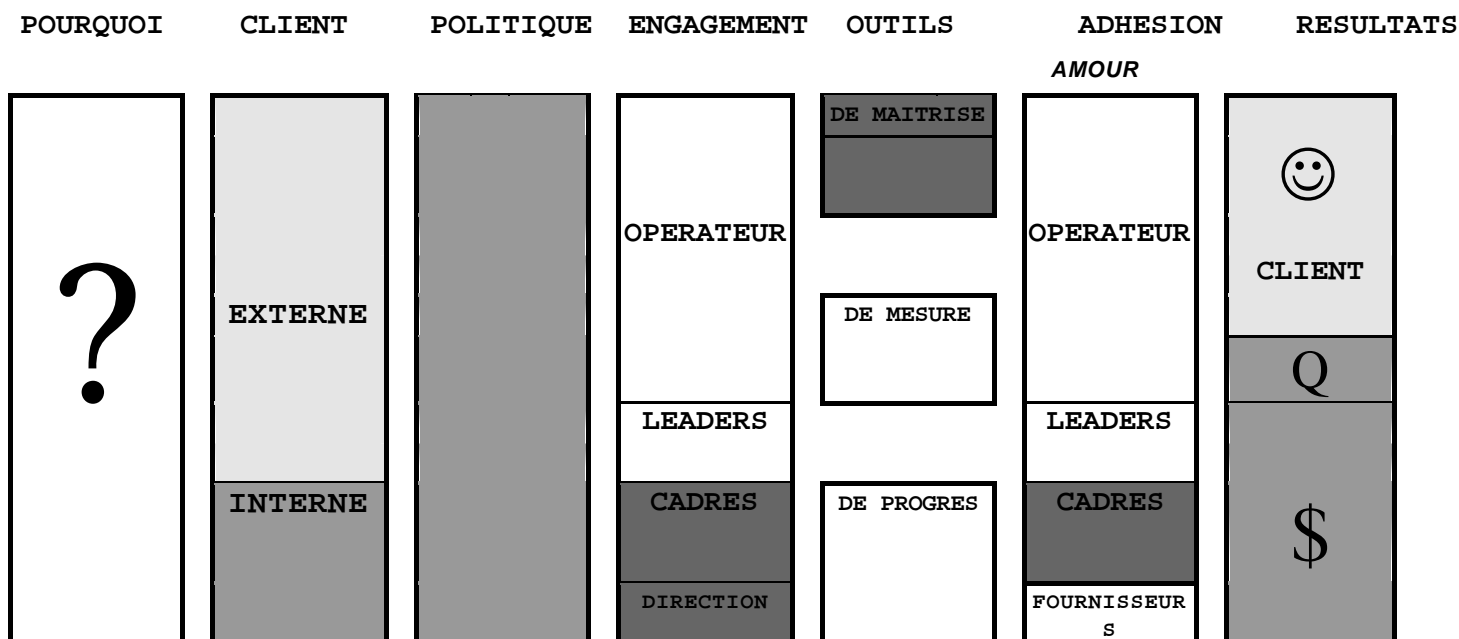 POURQUOI CLIENT POLITIQUE ENGAGEMENT OUTILS ADHESION RESULTATS
AMOUR
DE MAITRISE
OPERATEUR OPERATEUR
CLIENT
?
EXTERNE DE MESURE
Q
LEADERS LEADERS
INTERNE CADRES DE PROGRES CADRES
$
DIRECTION FOURNISSEUR
S